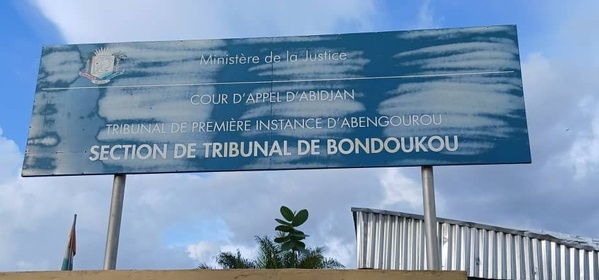 Ministère de la Justice
COUR D'APPEL D'ABIDJAN
TRIBUNAL DE PREMIÈRE INSTANCE D'ABENGOUROU
SECTION DE TRIBUNAL DE BONDOUKOU